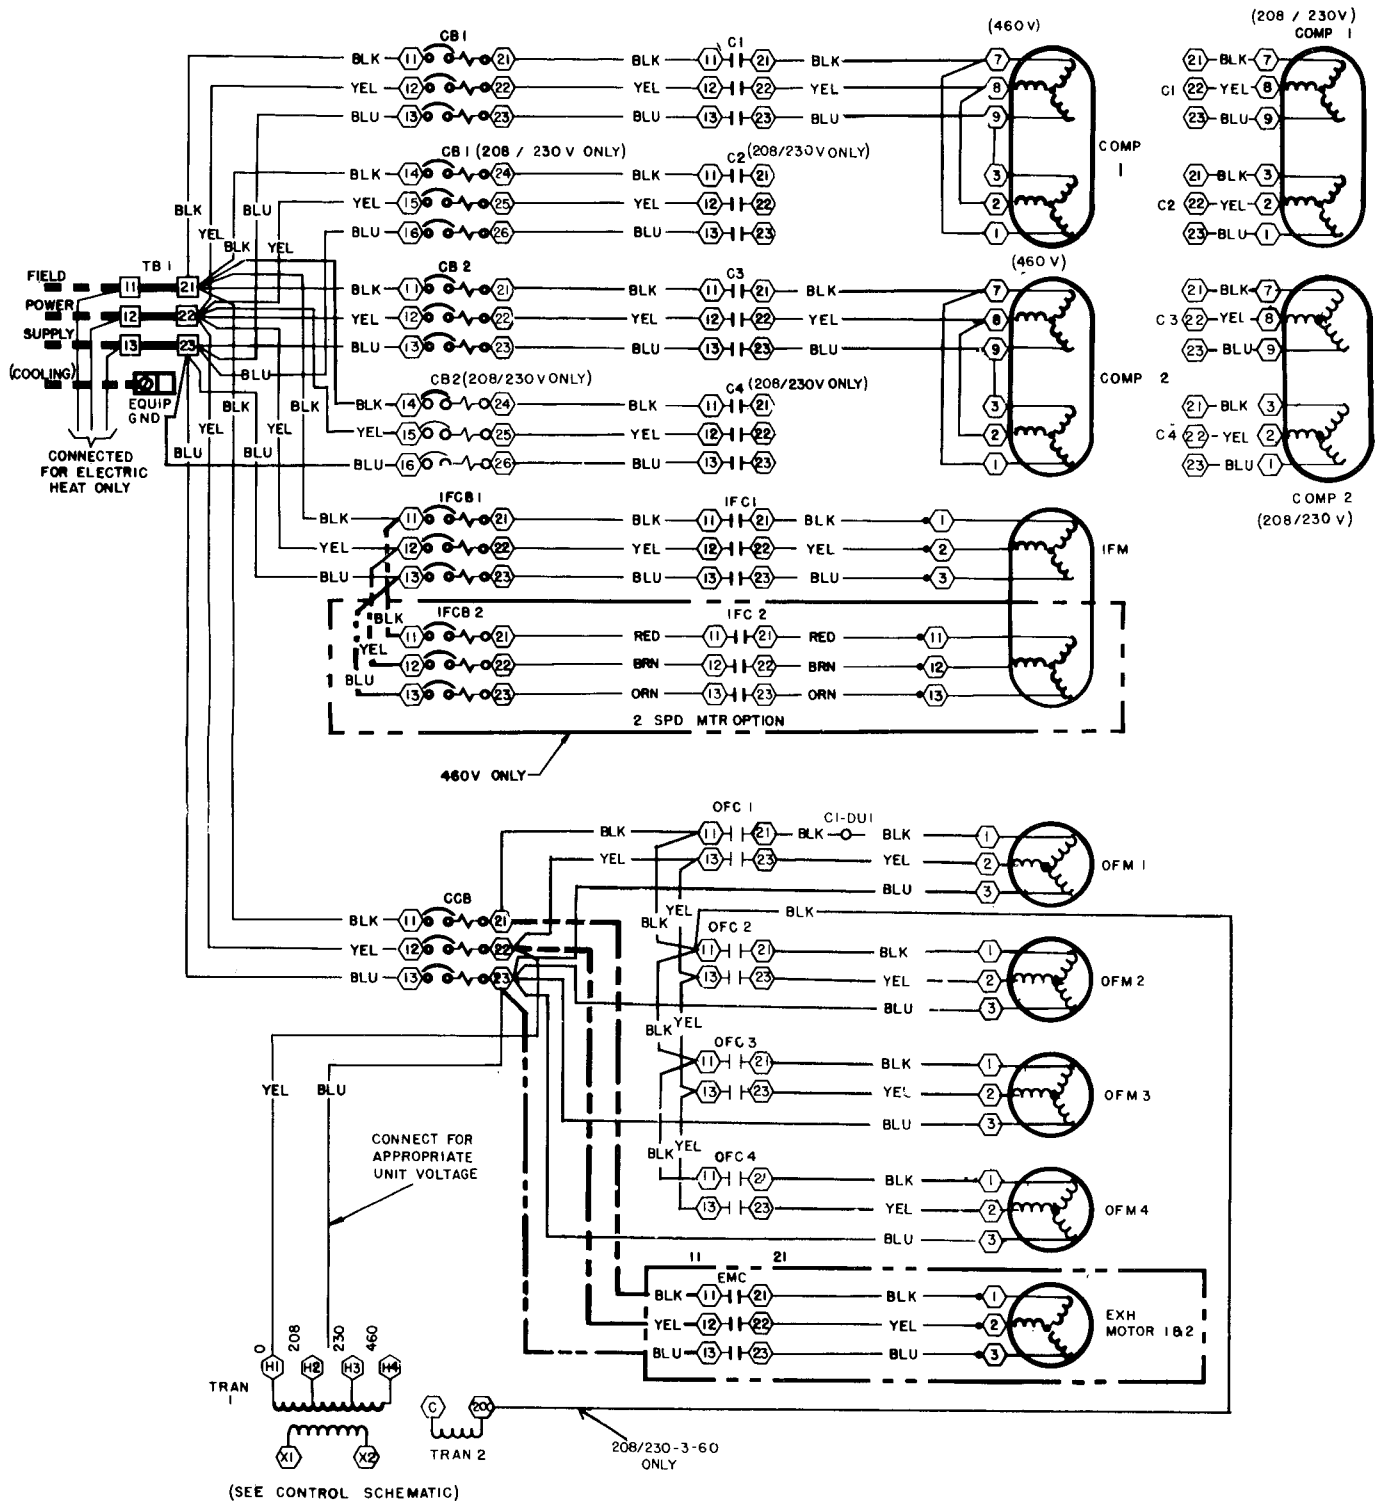 (460V)
(208 / 230V)
COMP 1
CB1
C1
BLK 11 21 BLK 11 21 BLK 7
YEL 12 22 YEL 12 22 YEL 8
BLU 13 23 BLU 13 23 BLU 9
21 BLK 7
C1 22 YEL 8
23 BLU 9
COMP
1
CB1 (208 / 230V ONLY)
C2 (208/230V ONLY)
BLK 14 24 BLK 11 21
YEL 15 25 YEL 12 22
BLU 16 26 BLU 13 23
3
2
1
21 BLK 3
C2 22 YEL 2
23 BLU 1
BLK
BLU
YEL
BLK
YEL
TB1
FIELD
POWER
SUPPLY
(COOLING)
11 21
12 22
13 23
EQUIP
GND
CONNECTED
FOR ELECTRIC
HEAT ONLY
(460V)
CB 2
C3
BLK 11 21 BLK 11 21 BLK 7
YEL 12 22 YEL 12 22 YEL 8
BLU 13 23 BLU 13 23 BLU 9
21 BLK 7
C3 22 YEL 8
23 BLU 9
COMP 2
BLU
CB2 (208/230V ONLY)
C4 (208/230V ONLY)
BLK 14 24 BLK 11 21
YEL 15 25 YEL 12 22
BLU 16 26 BLU 13 23
3
2
1
21 BLK 3
C4 22 YEL 2
23 BLU 1
COMP 2
(208/230 V)
BLK
BLK
YEL
YEL
BLU
BLU
IFCB1
IFC1
BLK 11 21 BLK 11 21 BLK 1
YEL 12 22 YEL 12 22 YEL 2
BLU 13 23 BLU 13 23 BLU 3
IFM
IFCB 2
IFC 2
BLK
YEL
BLU
11 21 RED 11 21 RED 11
12 22 BRN 12 22 BRN 12
13 23 ORN 13 23 ORN 13
2 SPD MTR OPTION
460V ONLY
OFC 1
C1-DU1
BLK 11 21 BLK BLK 1
YEL 13 23 YEL 2
BLU 3
OFM 1
CCB
BLK 11 21
YEL 12 22
BLU 13 23
YEL
BLK
BLK
OFC 2
11 21 BLK 1
13 23 YEL 2
BLU 3
OFM 2
BLK YEL
OFC 3
11 21 BLK 1
13 23 YEL 2
BLU 3
OFM 3
BLK YEL
OFC 4
11 21 BLK 1
13 23 YEL 2
BLU 3
OFM 4
YEL
BLU
CONNECT FOR
APPROPRIATE
UNIT VOLTAGE
11 21
EMC
BLK 11 21 BLK 1
YEL 12 22 YEL 2
BLU 13 23 BLU 3
EXH
MOTOR 1&2
0 208 230 460
H1 H2 H3 H4
TRAN
1
X1 X2
C 200
TRAN 2
208/230-3-60
ONLY
(SEE CONTROL SCHEMATIC)